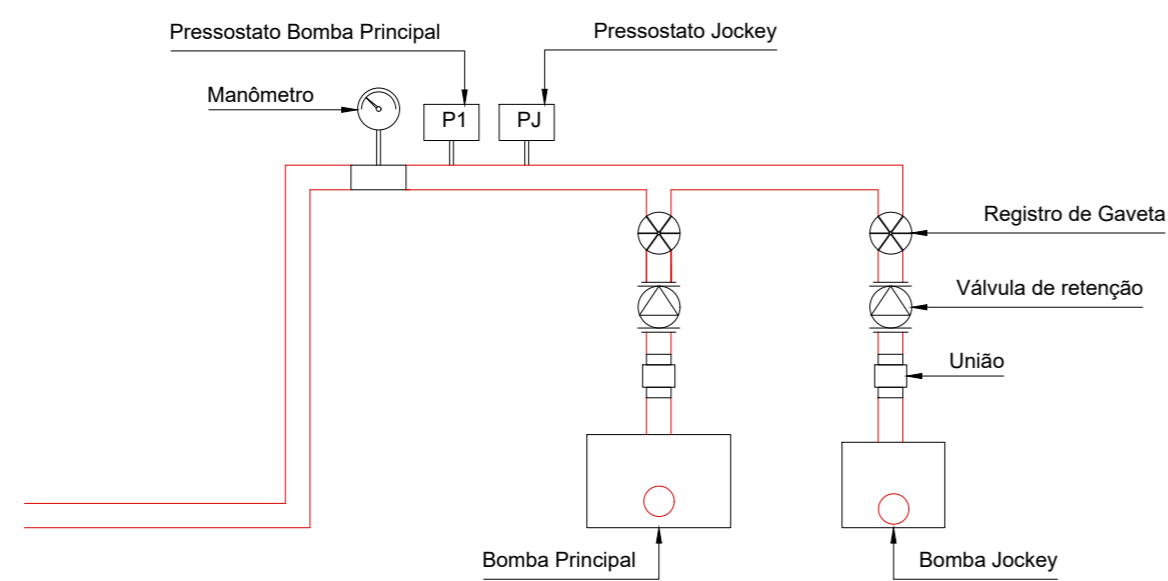 Pressostato Bomba Principal
Pressostato Jockey
Manômetro
P1
PJ
Registro de Gaveta
Válvula de retenção
União
Bomba Principal
Bomba Jockey